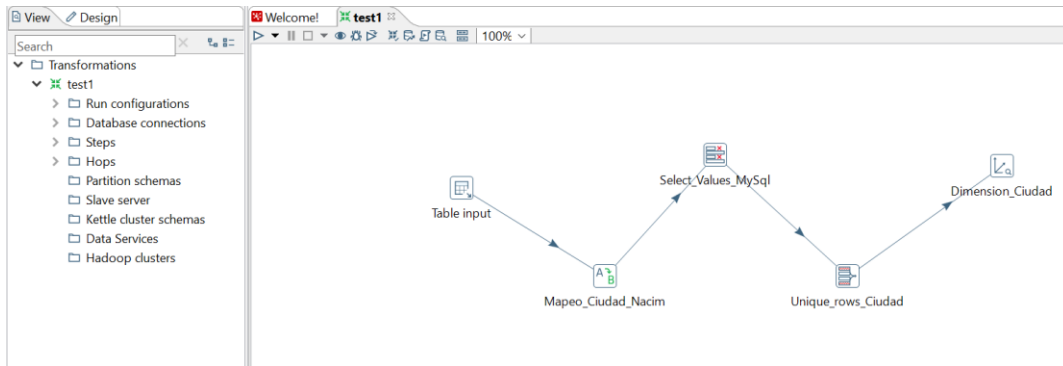 View Design
Search
Transformations
test1
Run configurations
Database connections
Steps
Hops
Partition schemas
Slave server
Kettle cluster schemas
Data Services
Hadoop clusters
Welcome! test1
100%
Table input
Mapeo_Ciudad_Nacim
Select_Values_MySql
Unique_rows_Ciudad
Dimension_Ciudad